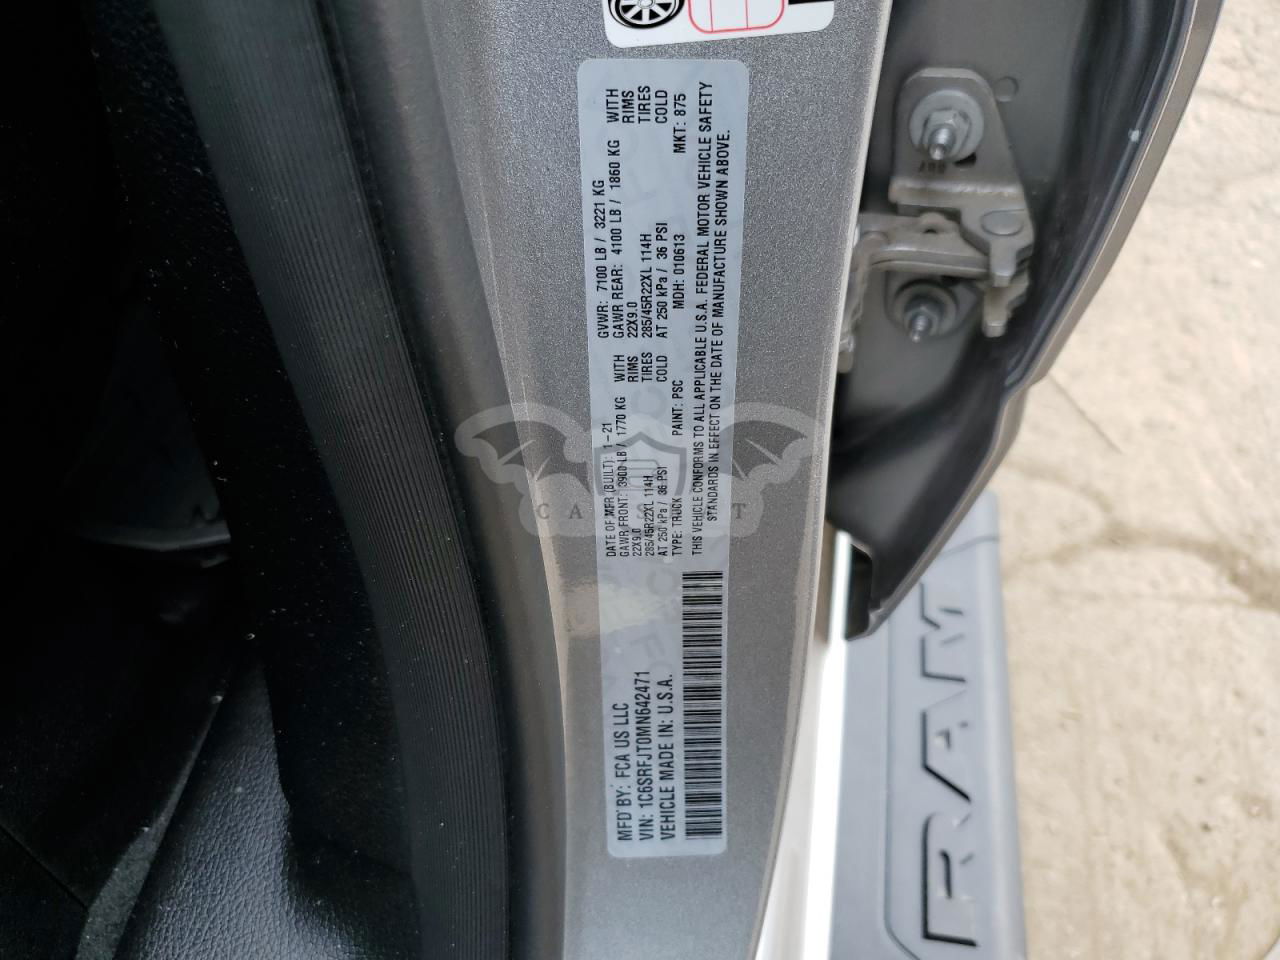 MFD BY: FCA US LLC
VIN: 1C6SRFJT0MN642471
VEHICLE MADE IN: U.S.A.
DATE OF MFR (BUILT): 1-21 GVWR: 7100 LB / 3221 KG
GAWR FRONT: 3900 LB / 1770 KG WITH GAWR REAR: 4100 LB / 1860 KG WITH
22X9.0 RIMS 22X9.0 RIMS
285/45R22XL 114H TIRES 285/45R22XL 114H TIRES
AT 250 kPa / 36 PSI COLD AT 250 kPa / 36 PSI COLD
TYPE: TRUCK PAINT: PSC MDH: 010613 MKT: 875
THIS VEHICLE CONFORMS TO ALL APPLICABLE U.S.A. FEDERAL MOTOR VEHICLE SAFETY
STANDARDS IN EFFECT ON THE DATE OF MANUFACTURE SHOWN ABOVE.
RAM